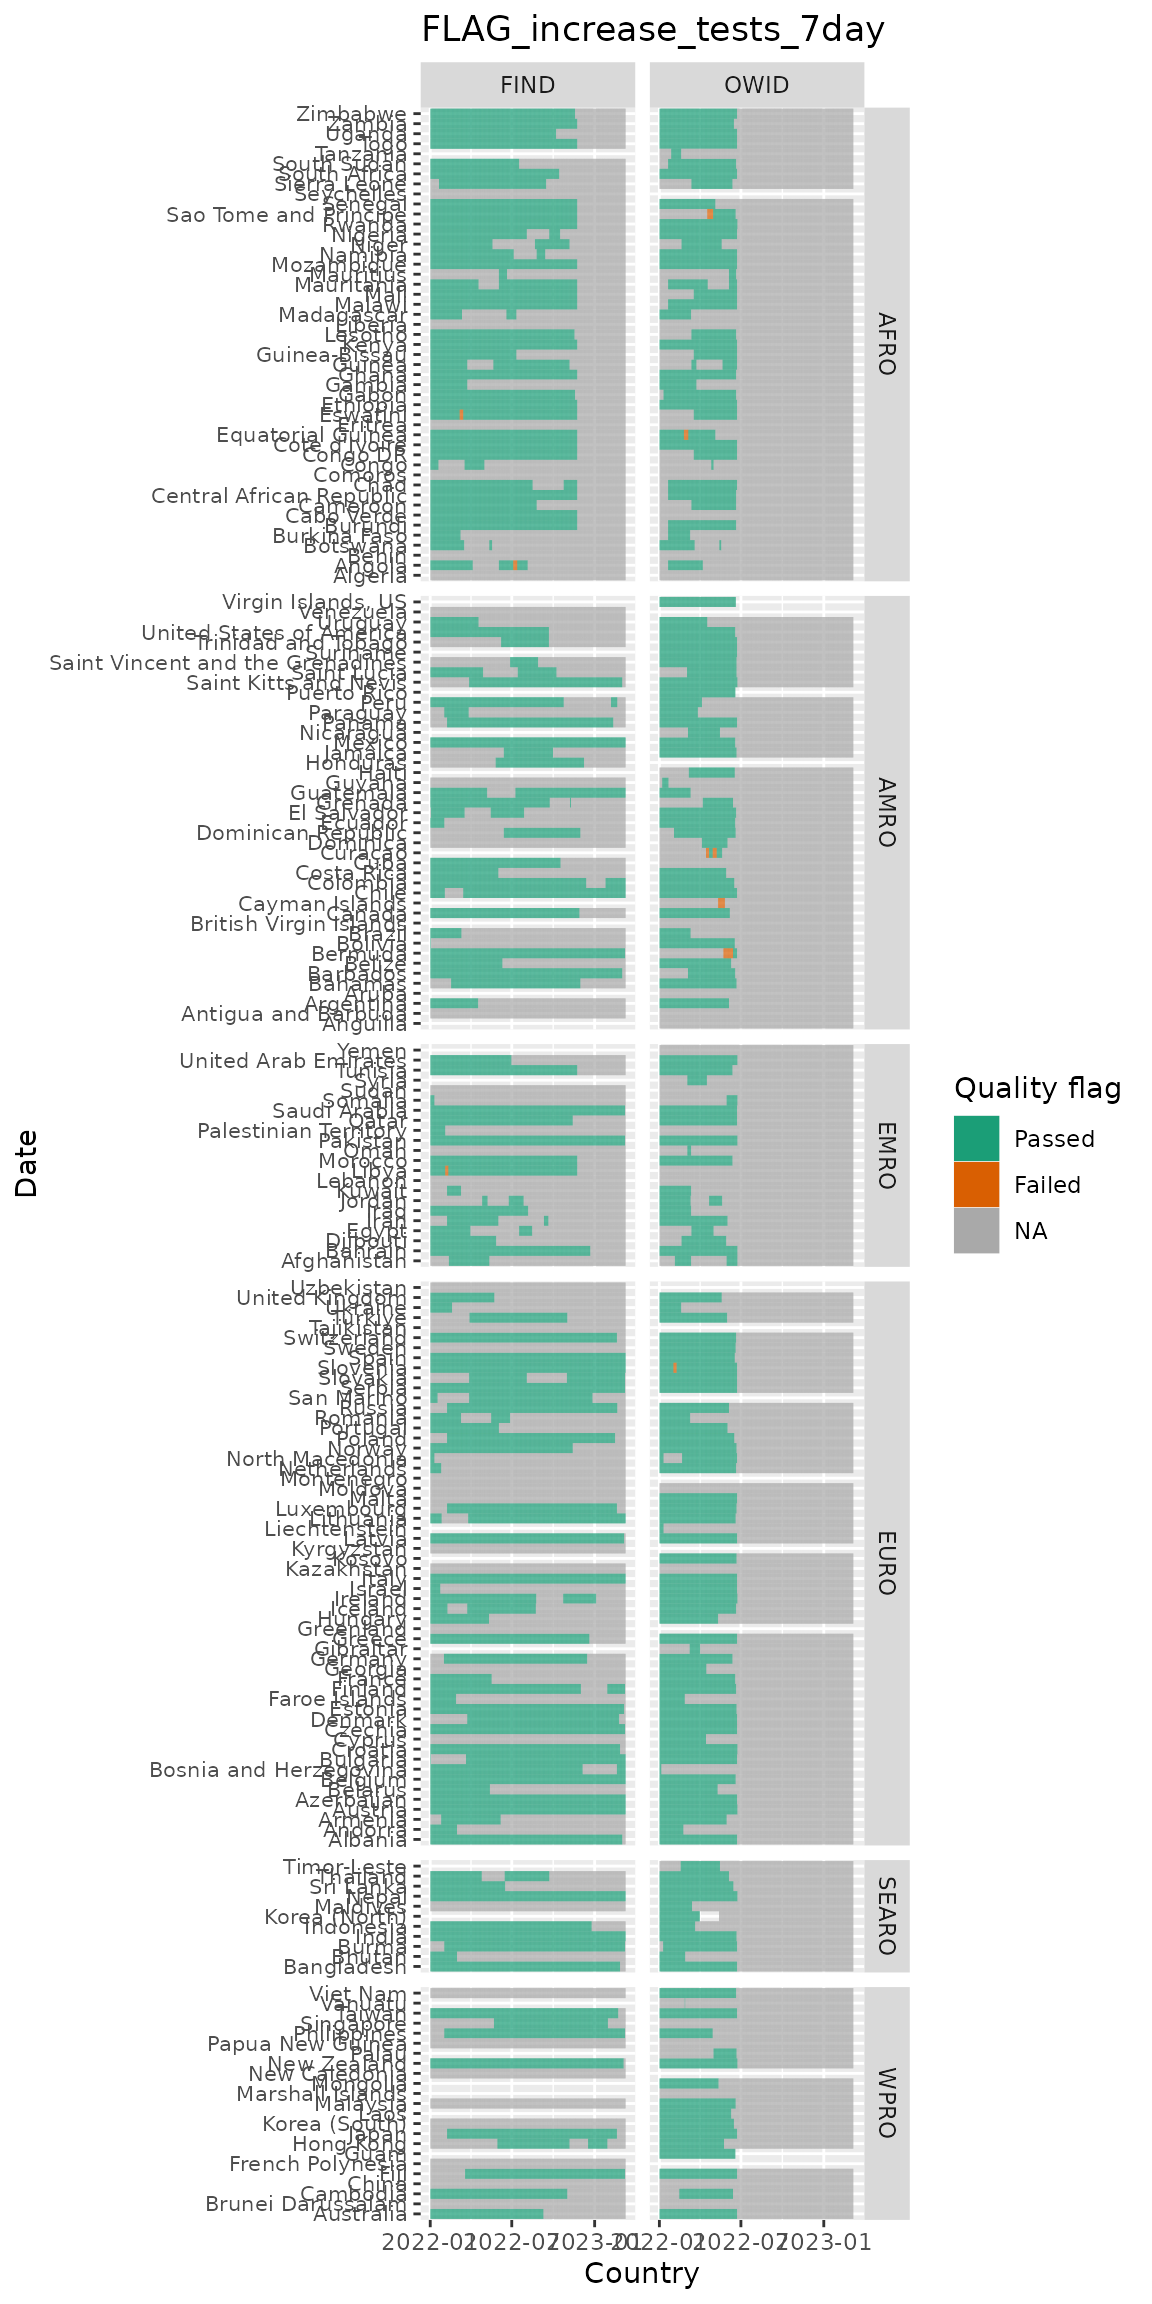 FLAG_increase_tests_7day
FIND
OWID
Zimbabwe
Zambia
Uganda
Togo
Tanzania
South Sudan
South Africa
Sierra Leone
Seychelles
Senegal
Sao Tome and Principe
Rwanda
Nigeria
Niger
Namibia
Mozambique
Mauritius
Mauritania
Mali
Malawi
Madagascar
Liberia
Lesotho
Kenya
Guinea-Bissau
Guinea
Ghana
Gambia
Gabon
Ethiopia
Eswatini
Eritrea
Equatorial Guinea
Cote d'Ivoire
Congo DR
Congo
Comoros
Chad
Central African Republic
Cameroon
Cabo Verde
Burundi
Burkina Faso
Botswana
Benin
Angola
Algeria
AFRO
Virgin Islands, US
Venezuela
Uruguay
United States of America
Trinidad and Tobago
Suriname
Saint Vincent and the Grenadines
Saint Lucia
Saint Kitts and Nevis
Puerto Rico
Peru
Paraguay
Panama
Nicaragua
Mexico
Jamaica
Honduras
Haiti
Guyana
Guatemala
Grenada
El Salvador
Ecuador
Dominican Republic
Dominica
Curacao
Cuba
Costa Rica
Colombia
Chile
Cayman Islands
Canada
British Virgin Islands
Brazil
Bolivia
Bermuda
Belize
Barbados
Bahamas
Aruba
Argentina
Antigua and Barbuda
Anguilla
AMRO
Yemen
United Arab Emirates
Tunisia
Syria
Sudan
Somalia
Saudi Arabia
Qatar
Palestinian Territory
Pakistan
Oman
Morocco
Libya
Lebanon
Kuwait
Jordan
Iraq
Iran
Egypt
Djibouti
Bahrain
Afghanistan
EMRO
Uzbekistan
United Kingdom
Ukraine
Turkiye
Tajikistan
Switzerland
Sweden
Spain
Slovenia
Slovakia
Serbia
San Marino
Russia
Romania
Portugal
Poland
Norway
North Macedonia
Netherlands
Montenegro
Moldova
Malta
Luxembourg
Lithuania
Liechtenstein
Latvia
Kyrgyzstan
Kosovo
Kazakhstan
Italy
Israel
Ireland
Iceland
Hungary
Greenland
Greece
Gibraltar
Germany
Georgia
France
Finland
Faroe Islands
Estonia
Denmark
Czechia
Cyprus
Croatia
Bulgaria
Bosnia and Herzegovina
Belgium
Belarus
Azerbaijan
Austria
Armenia
Andorra
Albania
EURO
Timor-Leste
Thailand
Sri Lanka
Nepal
Maldives
Korea (North)
Indonesia
India
Burma
Bhutan
Bangladesh
SEARO
Viet Nam
Vanuatu
Taiwan
Singapore
Philippines
Papua New Guinea
Palau
New Zealand
New Caledonia
Mongolia
Marshall Islands
Malaysia
Laos
Korea (South)
Japan
Hong Kong
Guam
French Polynesia
Fiji
China
Cambodia
Brunei Darussalam
Australia
WPRO
2022-01
2022-07
2023-01
2022-01
2022-07
2023-01
Country
Date
Quality flag
Passed
Failed
NA